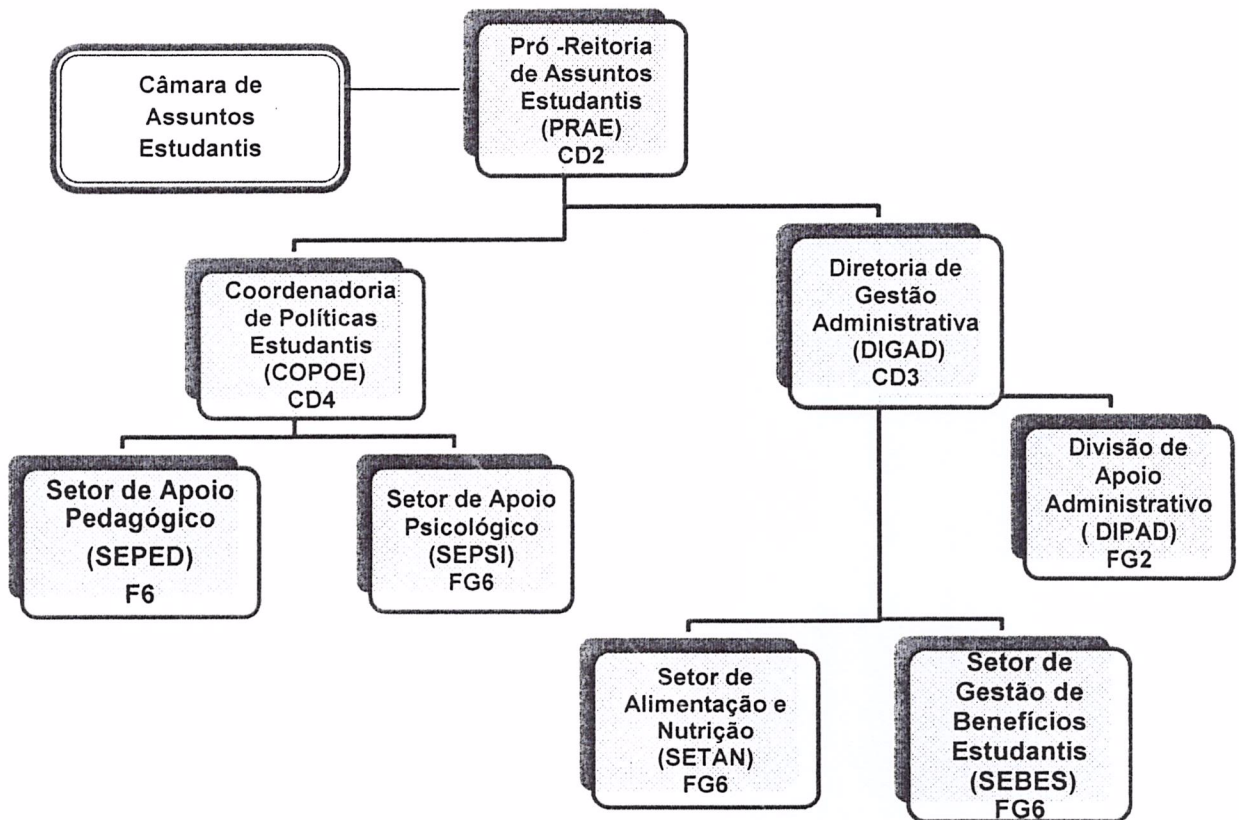 Pró -Reitoria
de Assuntos
Estudantis
(PRAE)
CD2
Câmara de
Assuntos
Estudantis
Coordenadoria
de Políticas
Estudantis
(COPOE)
CD4
Diretoria de
Gestão
Administrativa
(DIGAD)
CD3
Setor de Apoio
Pedagógico
(SEPED)
F6
Setor de Apoio
Psicológico
(SEPSI)
FG6
Divisão de
Apoio
Administrativo
( DIPAD)
FG2
Setor de
Alimentação e
Nutrição
(SETAN)
FG6
Setor de
Gestão de
Benefícios
Estudantis
(SEBES)
FG6